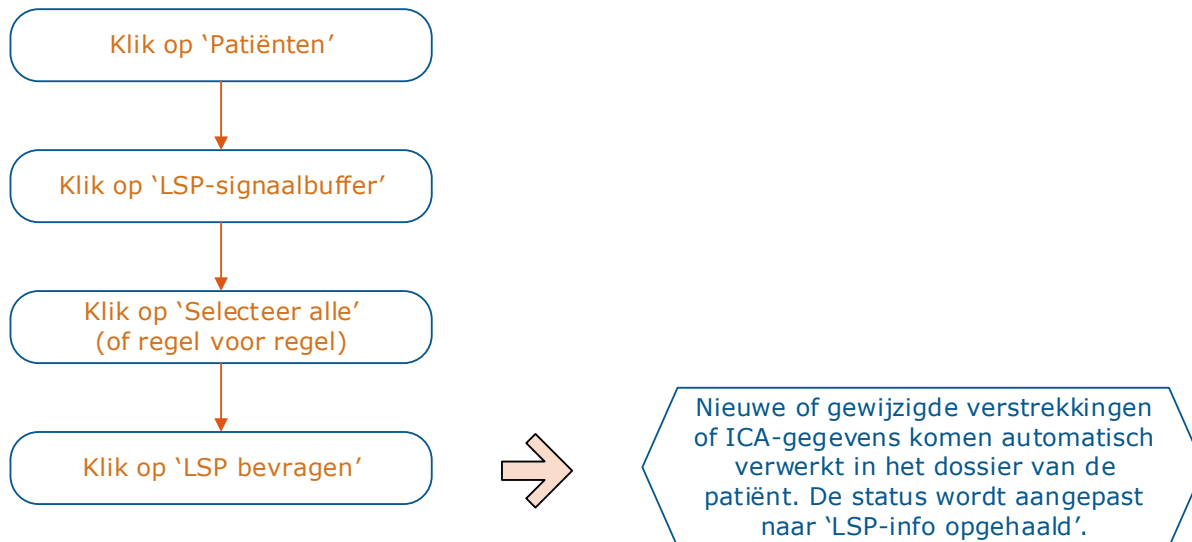 Klik op ‘Patiënten’
Klik op ‘LSP-signaalbuffer’
Klik op ‘Selecteer alle’
(of regel voor regel)
Klik op ‘LSP bevragen’
Nieuwe of gewijzigde verstrekkingen
of ICA-gegevens komen automatisch
verwerkt in het dossier van de
patiënt. De status wordt aangepast
naar ‘LSP-info opgehaald’.